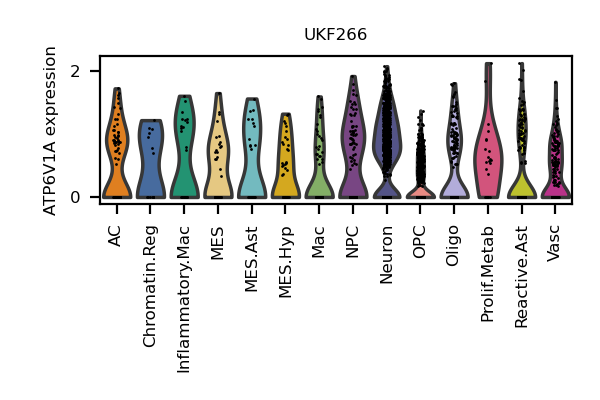 UKF266
ATP6V1A expression
2
0
AC
Chromatin.Reg
Inflammatory.Mac
MES
MES.Ast
MES.Hyp
Mac
NPC
Neuron
OPC
Oligo
Prolif.Metab
Reactive.Ast
Vasc